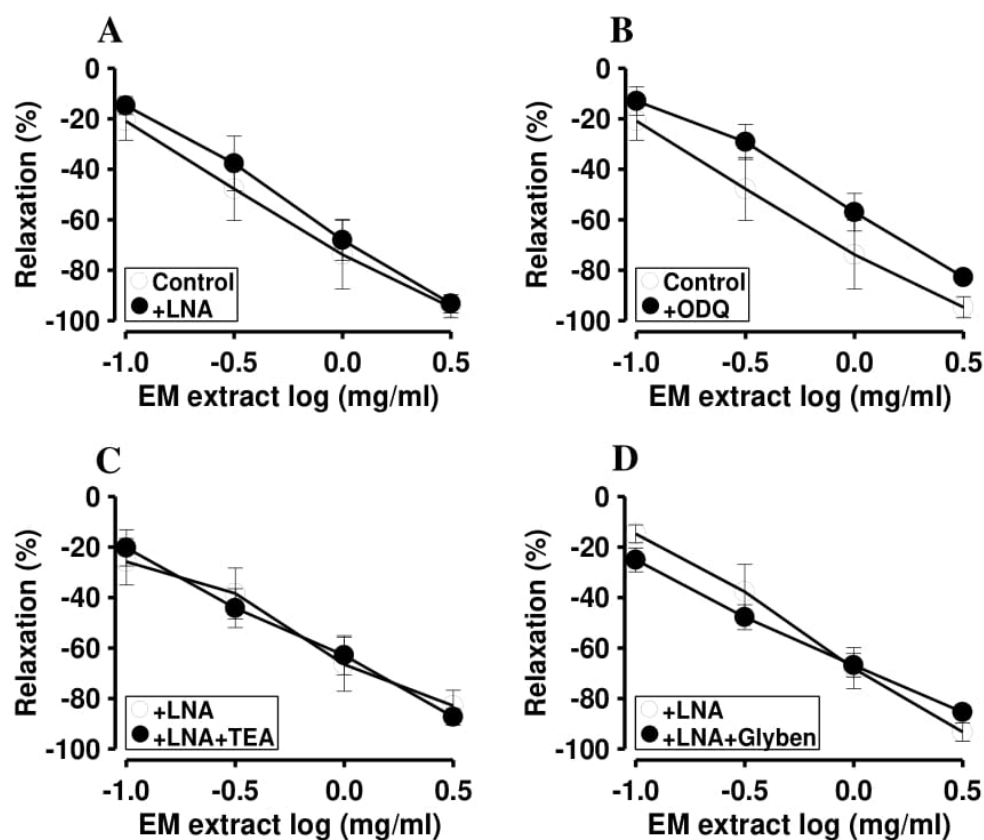 A
Relaxation (%)
0
-20
-40
-60
-80
-100
Control
+LNA
-1.0 -0.5 0.0 0.5
EM extract log (mg/ml)
B
Relaxation (%)
0
-20
-40
-60
-80
-100
Control
+ODQ
-1.0 -0.5 0.0 0.5
EM extract log (mg/ml)
C
Relaxation (%)
0
-20
-40
-60
-80
-100
+LNA
+LNA+TEA
-1.0 -0.5 0.0 0.5
EM extract log (mg/ml)
D
Relaxation (%)
0
-20
-40
-60
-80
-100
+LNA
+LNA+Glyben
-1.0 -0.5 0.0 0.5
EM extract log (mg/ml)